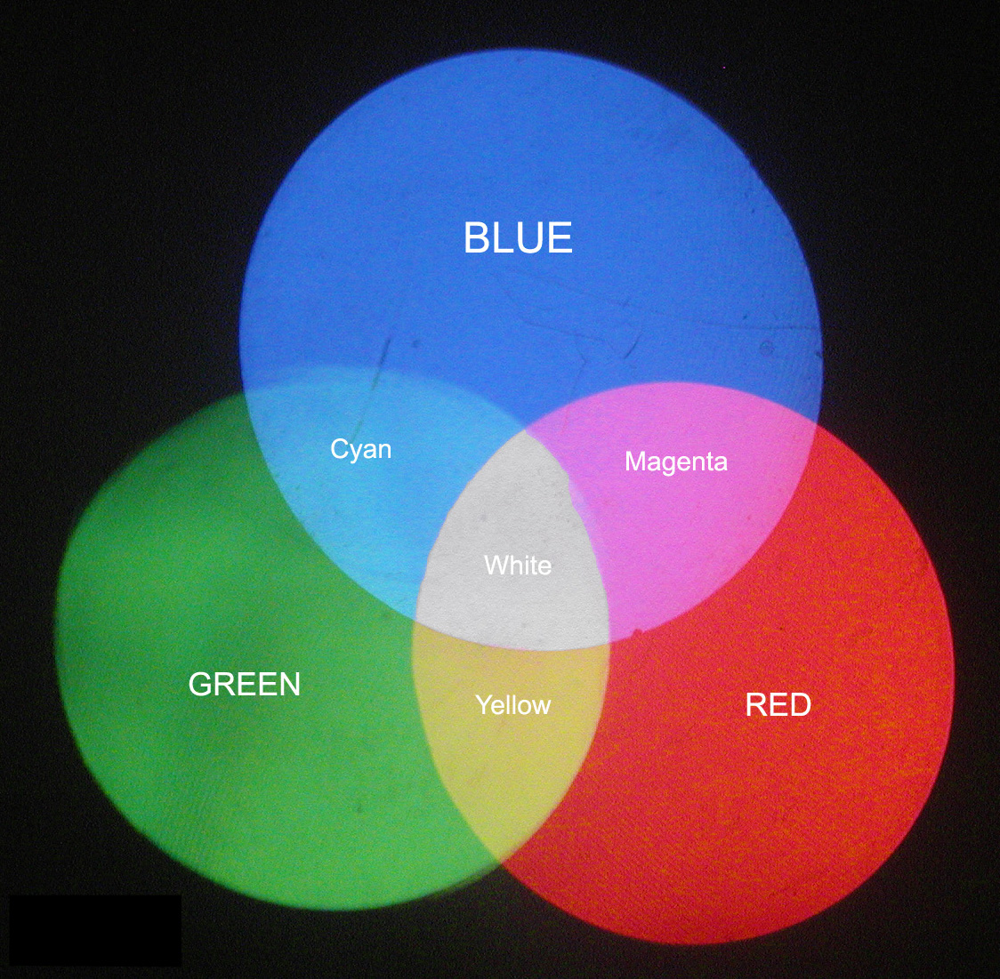 BLUE
Cyan
Magenta
White
GREEN
Yellow
RED